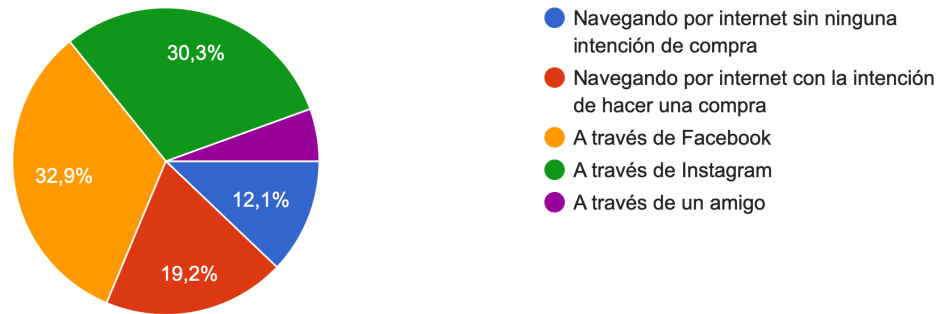 30,3%
32,9%
12,1%
19,2%
Navegando por internet sin ninguna
intención de compra
Navegando por internet con la intención
de hacer una compra
A través de Facebook
A través de Instagram
A través de un amigo